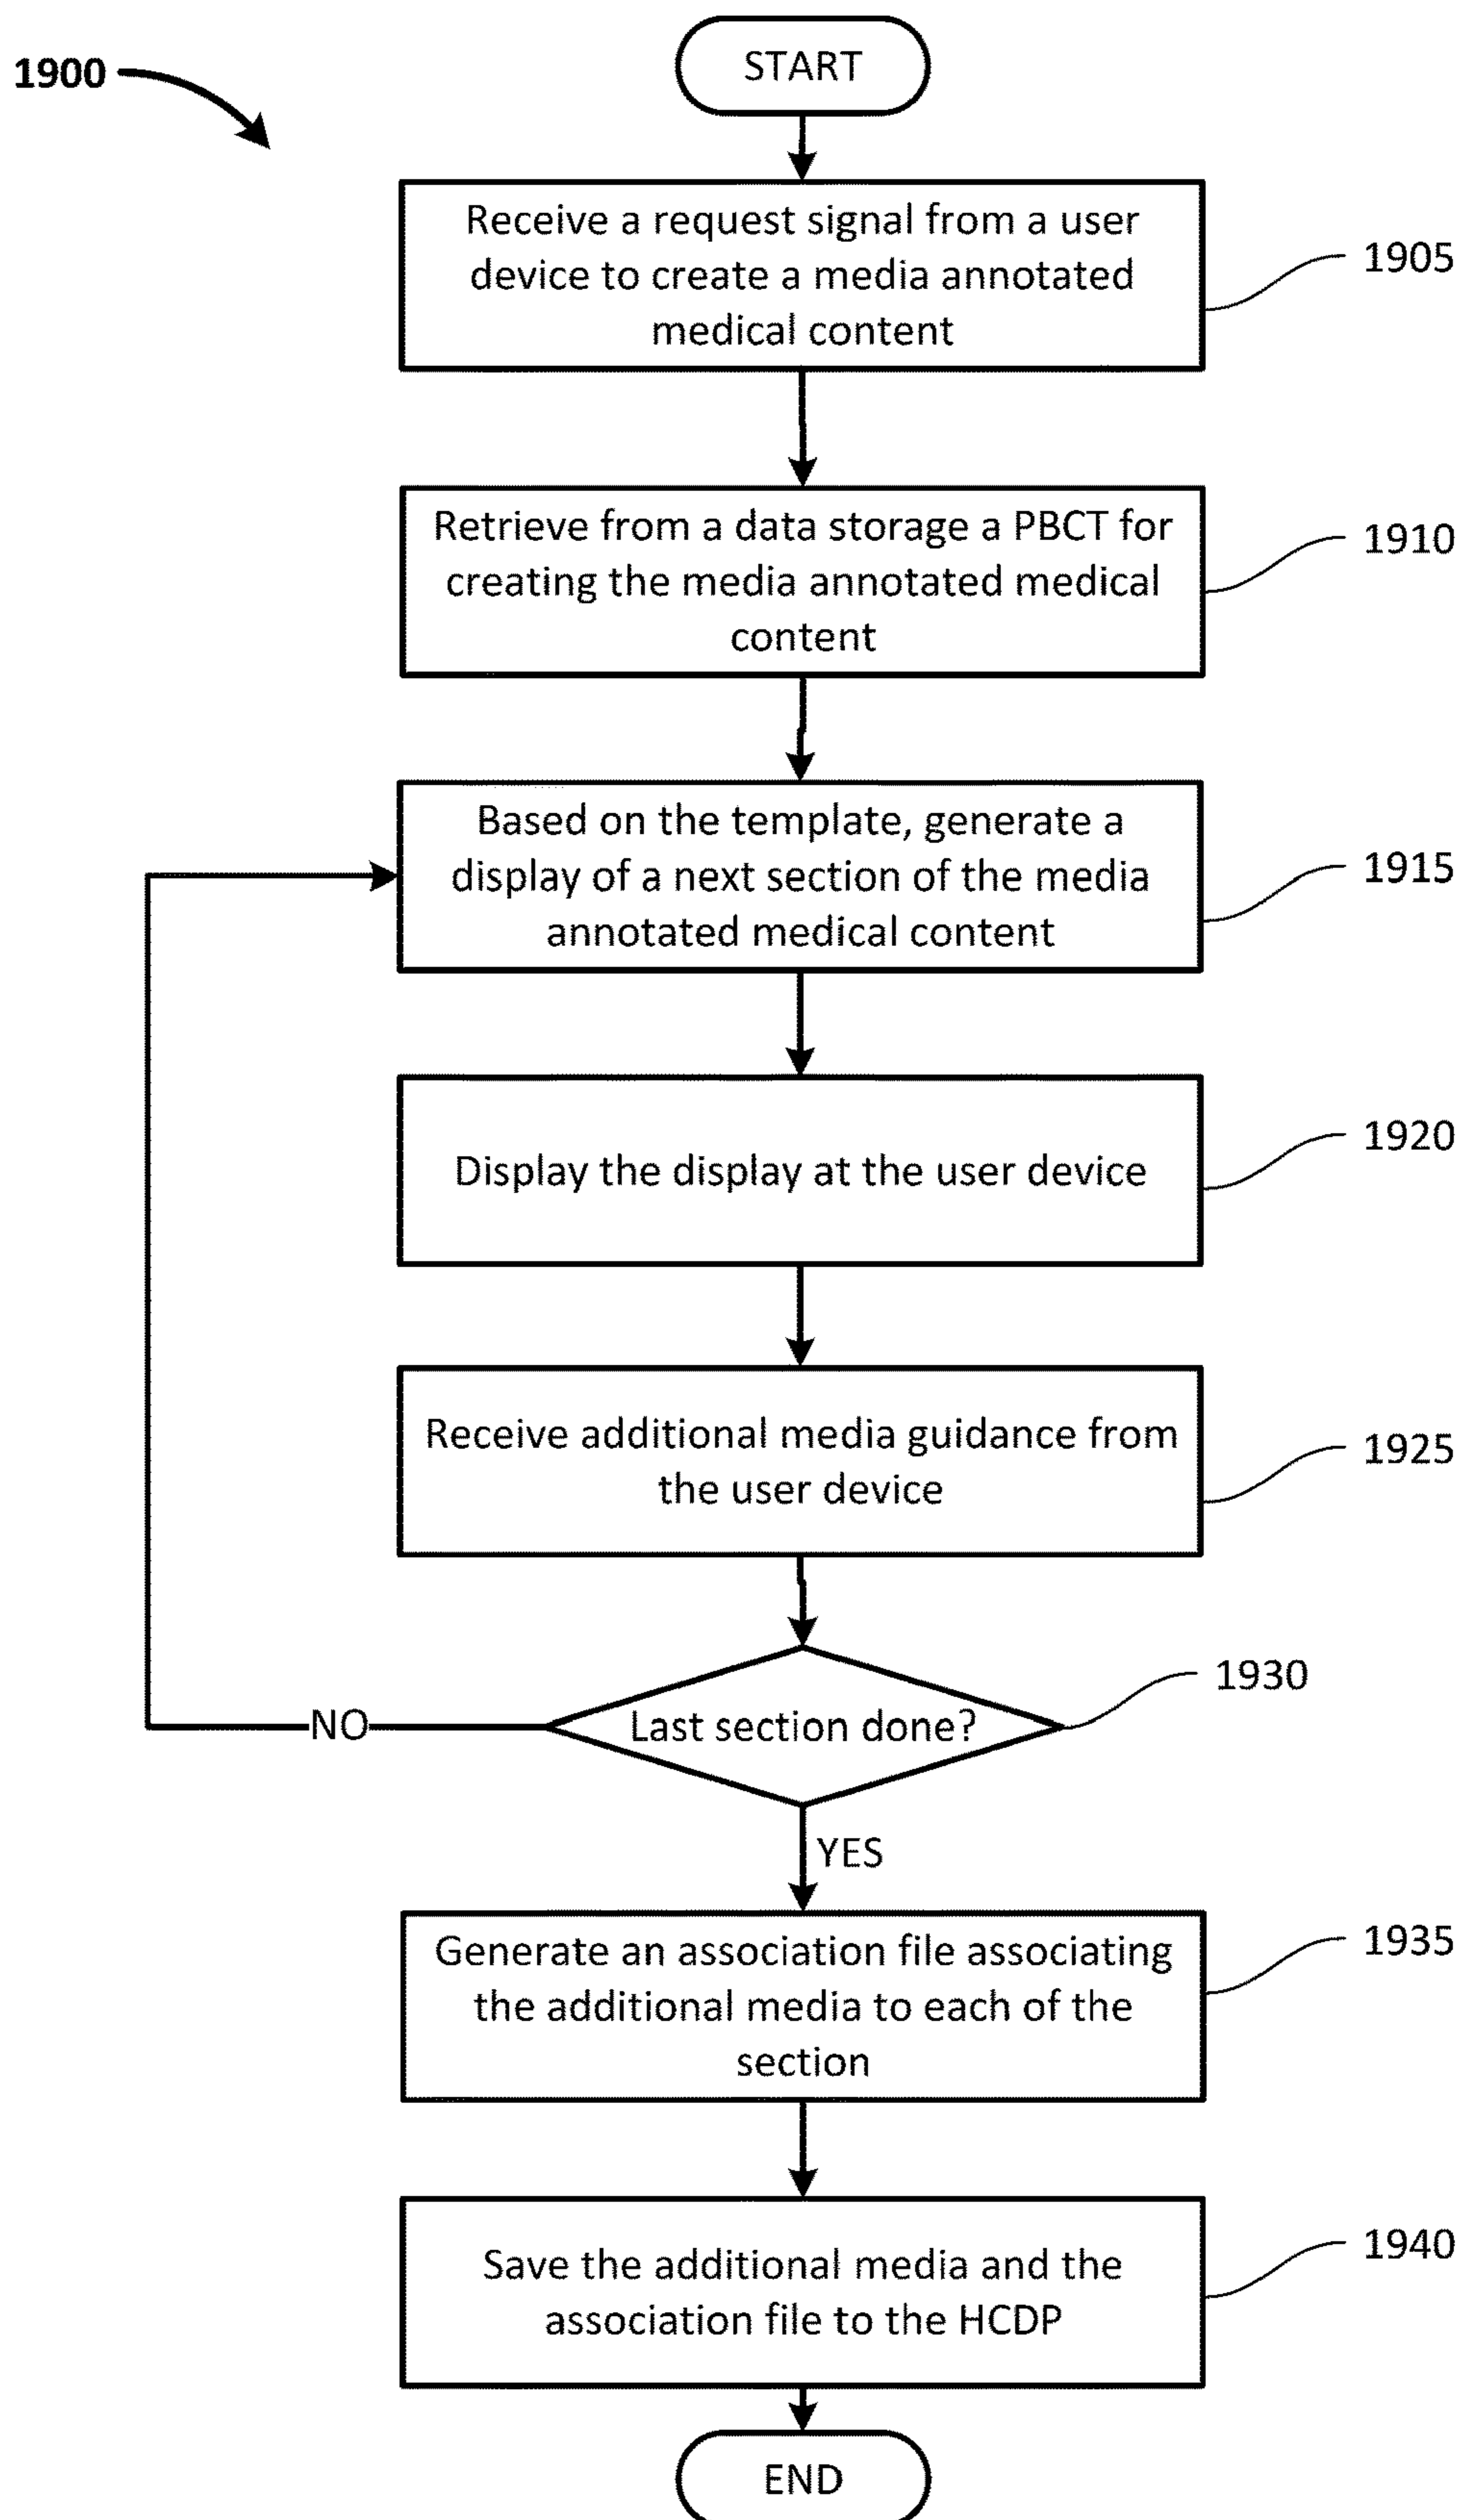 1900
START
Receive a request signal from a user
device to create a media annotated
medical content
1905
Retrieve from a data storage a PBCT for
creating the media annotated medical
content
1910
Based on the template, generate a
display of a next section of the media
annotated medical content
1915
Display the display at the user device
1920
Receive additional media guidance from
the user device
1925
Last section done?
1930
NO
YES
Generate an association file associating
the additional media to each of the
section
1935
Save the additional media and the
association file to the HCDP
1940
END